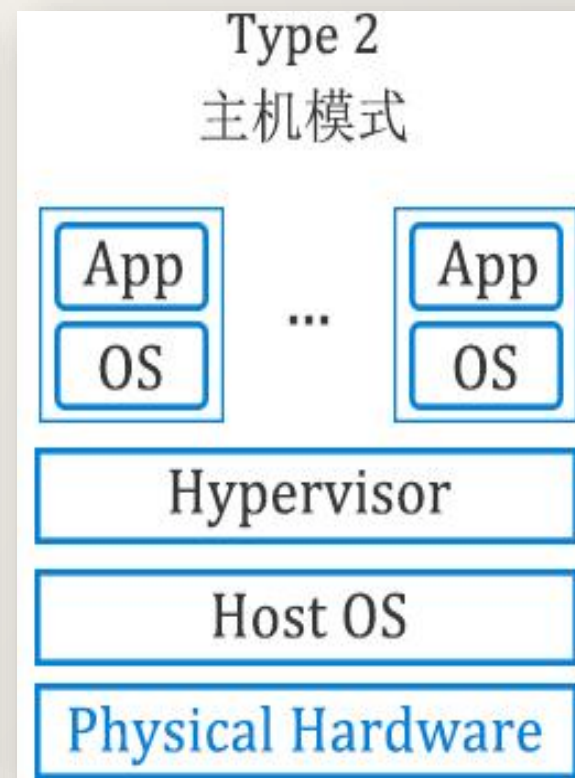 Type 2
主机模式
App
OS
...
App
OS
Hypervisor
Host OS
Physical Hardware